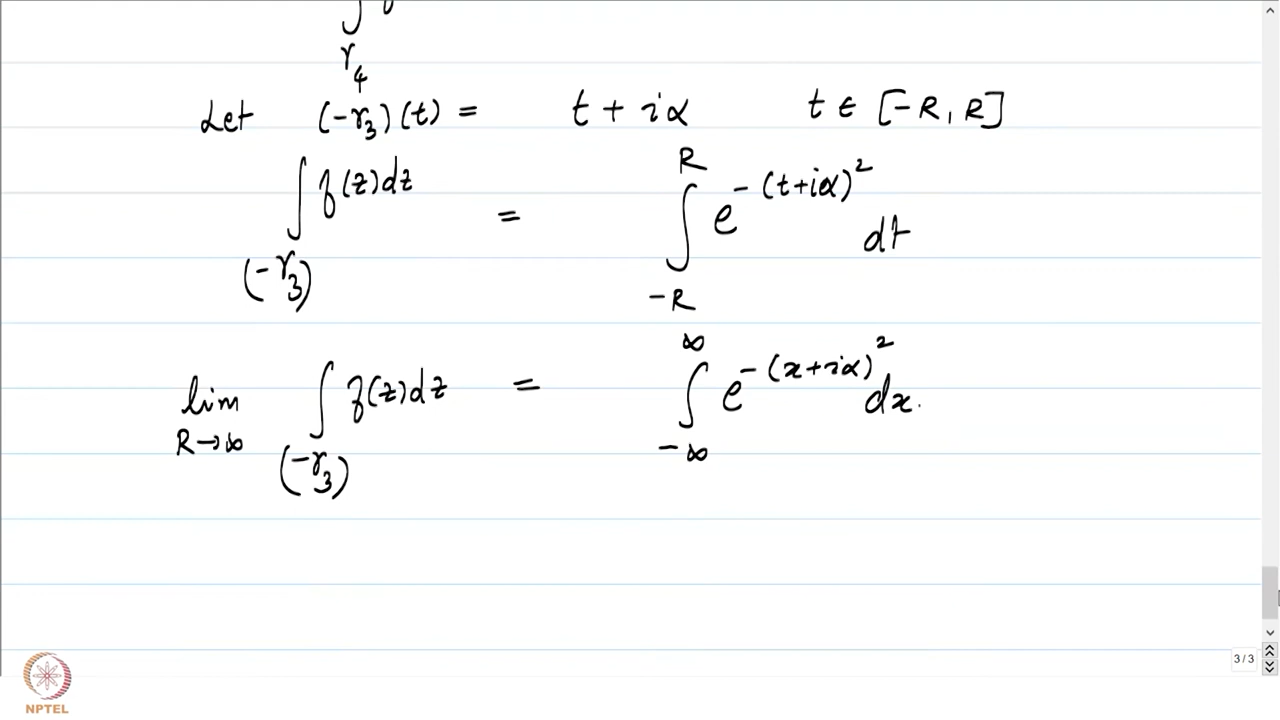 ∫
γ₄
Let (-γ₃)(t) = t + iα t ∈ [-R, R]
∫_(-γ₃) f(z)dz = ∫_{-R}^{R} e^{-(t+iα)²} dt
lim_{R→∞} ∫_(-γ₃) f(z)dz = ∫_{-∞}^{∞} e^{-(x+iα)²} dx.
3 / 3
NPTEL